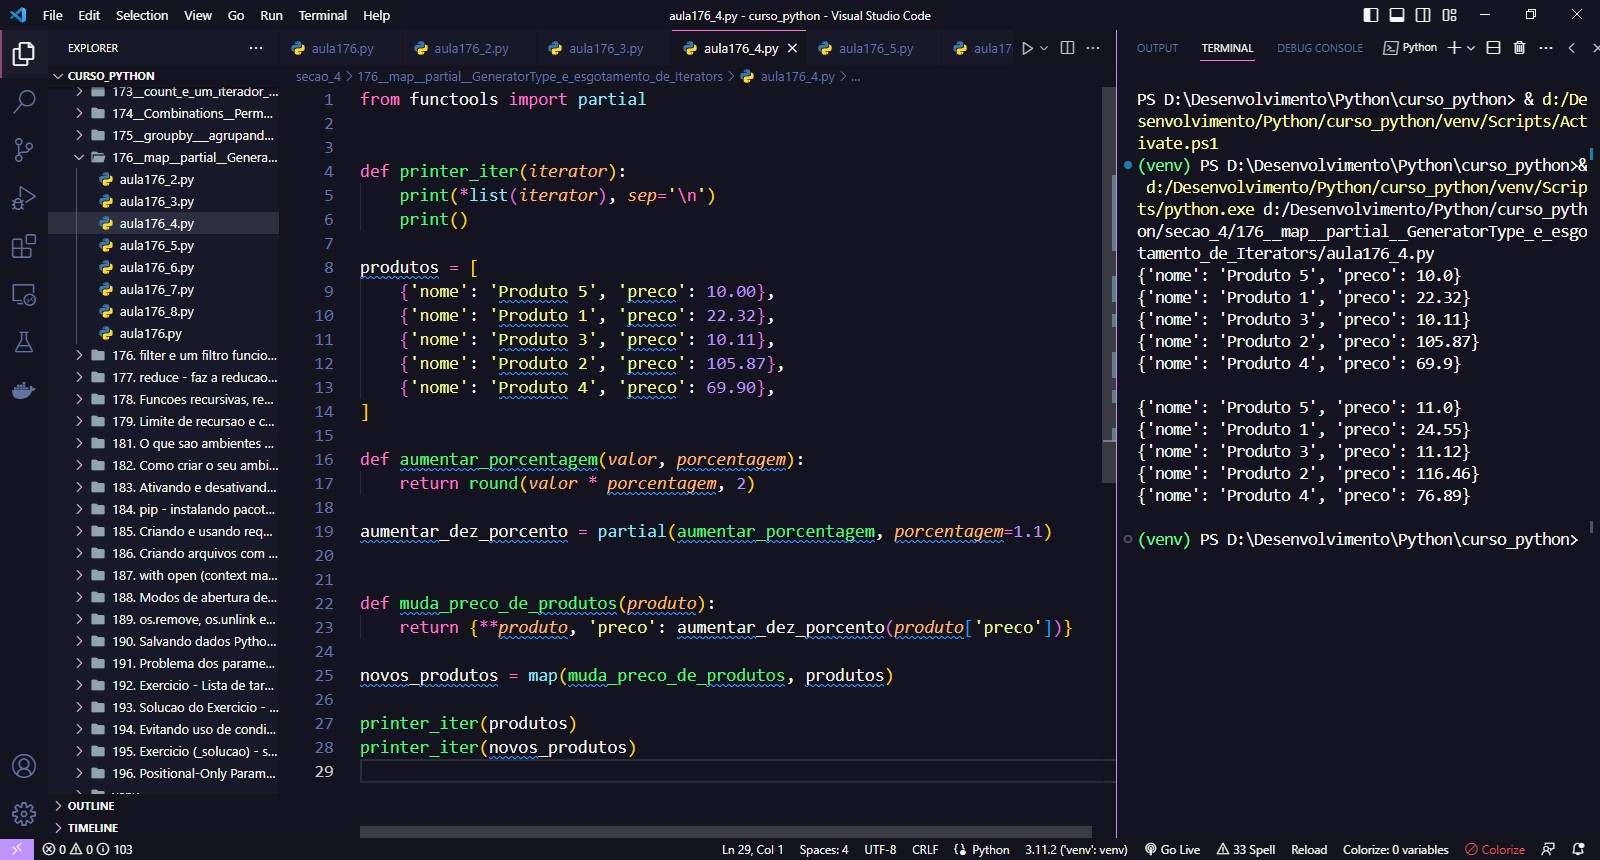 File Edit Selection View Go Run Terminal Help
aula176_4.py - curso_python - Visual Studio Code
EXPLORER
CURSO_PYTHON
173__count_e_um_iterador_...
174__Combinations__Perm...
175__groupby___agrupand...
176__map__partial__Genera...
aula176_2.py
aula176_3.py
aula176_4.py
aula176_5.py
aula176_6.py
aula176_7.py
aula176_8.py
aula176.py
176. filter e um filtro funcio...
177. reduce - faz a reducao...
178. Funcoes recursivas, re...
179. Limite de recursao e c...
181. O que sao ambientes ...
182. Como criar o seu ambi...
183. Ativando e desativand...
184. pip - instalando pacot...
185. Criando e usando req...
186. Criando arquivos com ...
187. with open (context ma...
188. Modos de abertura de...
189. os.remove, os.unlink e...
190. Salvando dados Pytho...
191. Problema dos parame...
192. Exercicio - Lista de tar...
193. Solucao do Exercicio - ...
194. Evitando uso de condi...
195. Exercicio (_solucao) - s...
196. Positional-Only Param...
OUTLINE
TIMELINE
aula176.py aula176_2.py aula176_3.py aula176_4.py aula176_5.py aula17
secao_4 > 176__map__partial__GeneratorType_e_esgotamento_de_Iterators > aula176_4.py > ...
1 from functools import partial
2
3
4 def printer_iter(iterator):
5     print(*list(iterator), sep='\n')
6     print()
7
8 produtos = [
9     {'nome': 'Produto 5', 'preco': 10.00},
10     {'nome': 'Produto 1', 'preco': 22.32},
11     {'nome': 'Produto 3', 'preco': 10.11},
12     {'nome': 'Produto 2', 'preco': 105.87},
13     {'nome': 'Produto 4', 'preco': 69.90},
14 ]
15
16 def aumentar_porcentagem(valor, porcentagem):
17     return round(valor * porcentagem, 2)
18
19 aumentar_dez_porcento = partial(aumentar_porcentagem, porcentagem=1.1)
20
21
22 def muda_preco_de_produtos(produto):
23     return {**produto, 'preco': aumentar_dez_porcento(produto['preco'])}
24
25 novos_produtos = map(muda_preco_de_produtos, produtos)
26
27 printer_iter(produtos)
28 printer_iter(novos_produtos)
29
OUTPUT TERMINAL DEBUG CONSOLE Python
PS D:\Desenvolvimento\Python\curso_python> & d:/De
senvolvimento/Python/curso_python/venv/Scripts/Act
ivate.ps1
(venv) PS D:\Desenvolvimento\Python\curso_python>&
d:/Desenvolvimento/Python/curso_python/venv/Scrip
ts/python.exe d:/Desenvolvimento/Python/curso_pyth
on/secao_4/176__map__partial__GeneratorType_e_esgo
tamento_de_Iterators/aula176_4.py
{'nome': 'Produto 5', 'preco': 10.0}
{'nome': 'Produto 1', 'preco': 22.32}
{'nome': 'Produto 3', 'preco': 10.11}
{'nome': 'Produto 2', 'preco': 105.87}
{'nome': 'Produto 4', 'preco': 69.9}
{'nome': 'Produto 5', 'preco': 11.0}
{'nome': 'Produto 1', 'preco': 24.55}
{'nome': 'Produto 3', 'preco': 11.12}
{'nome': 'Produto 2', 'preco': 116.46}
{'nome': 'Produto 4', 'preco': 76.89}
(venv) PS D:\Desenvolvimento\Python\curso_python>
0 0 103
Ln 29, Col 1 Spaces: 4 UTF-8 CRLF Python 3.11.2 ('venv': venv) Go Live 33 Spell Reload Colorize: 0 variables Colorize